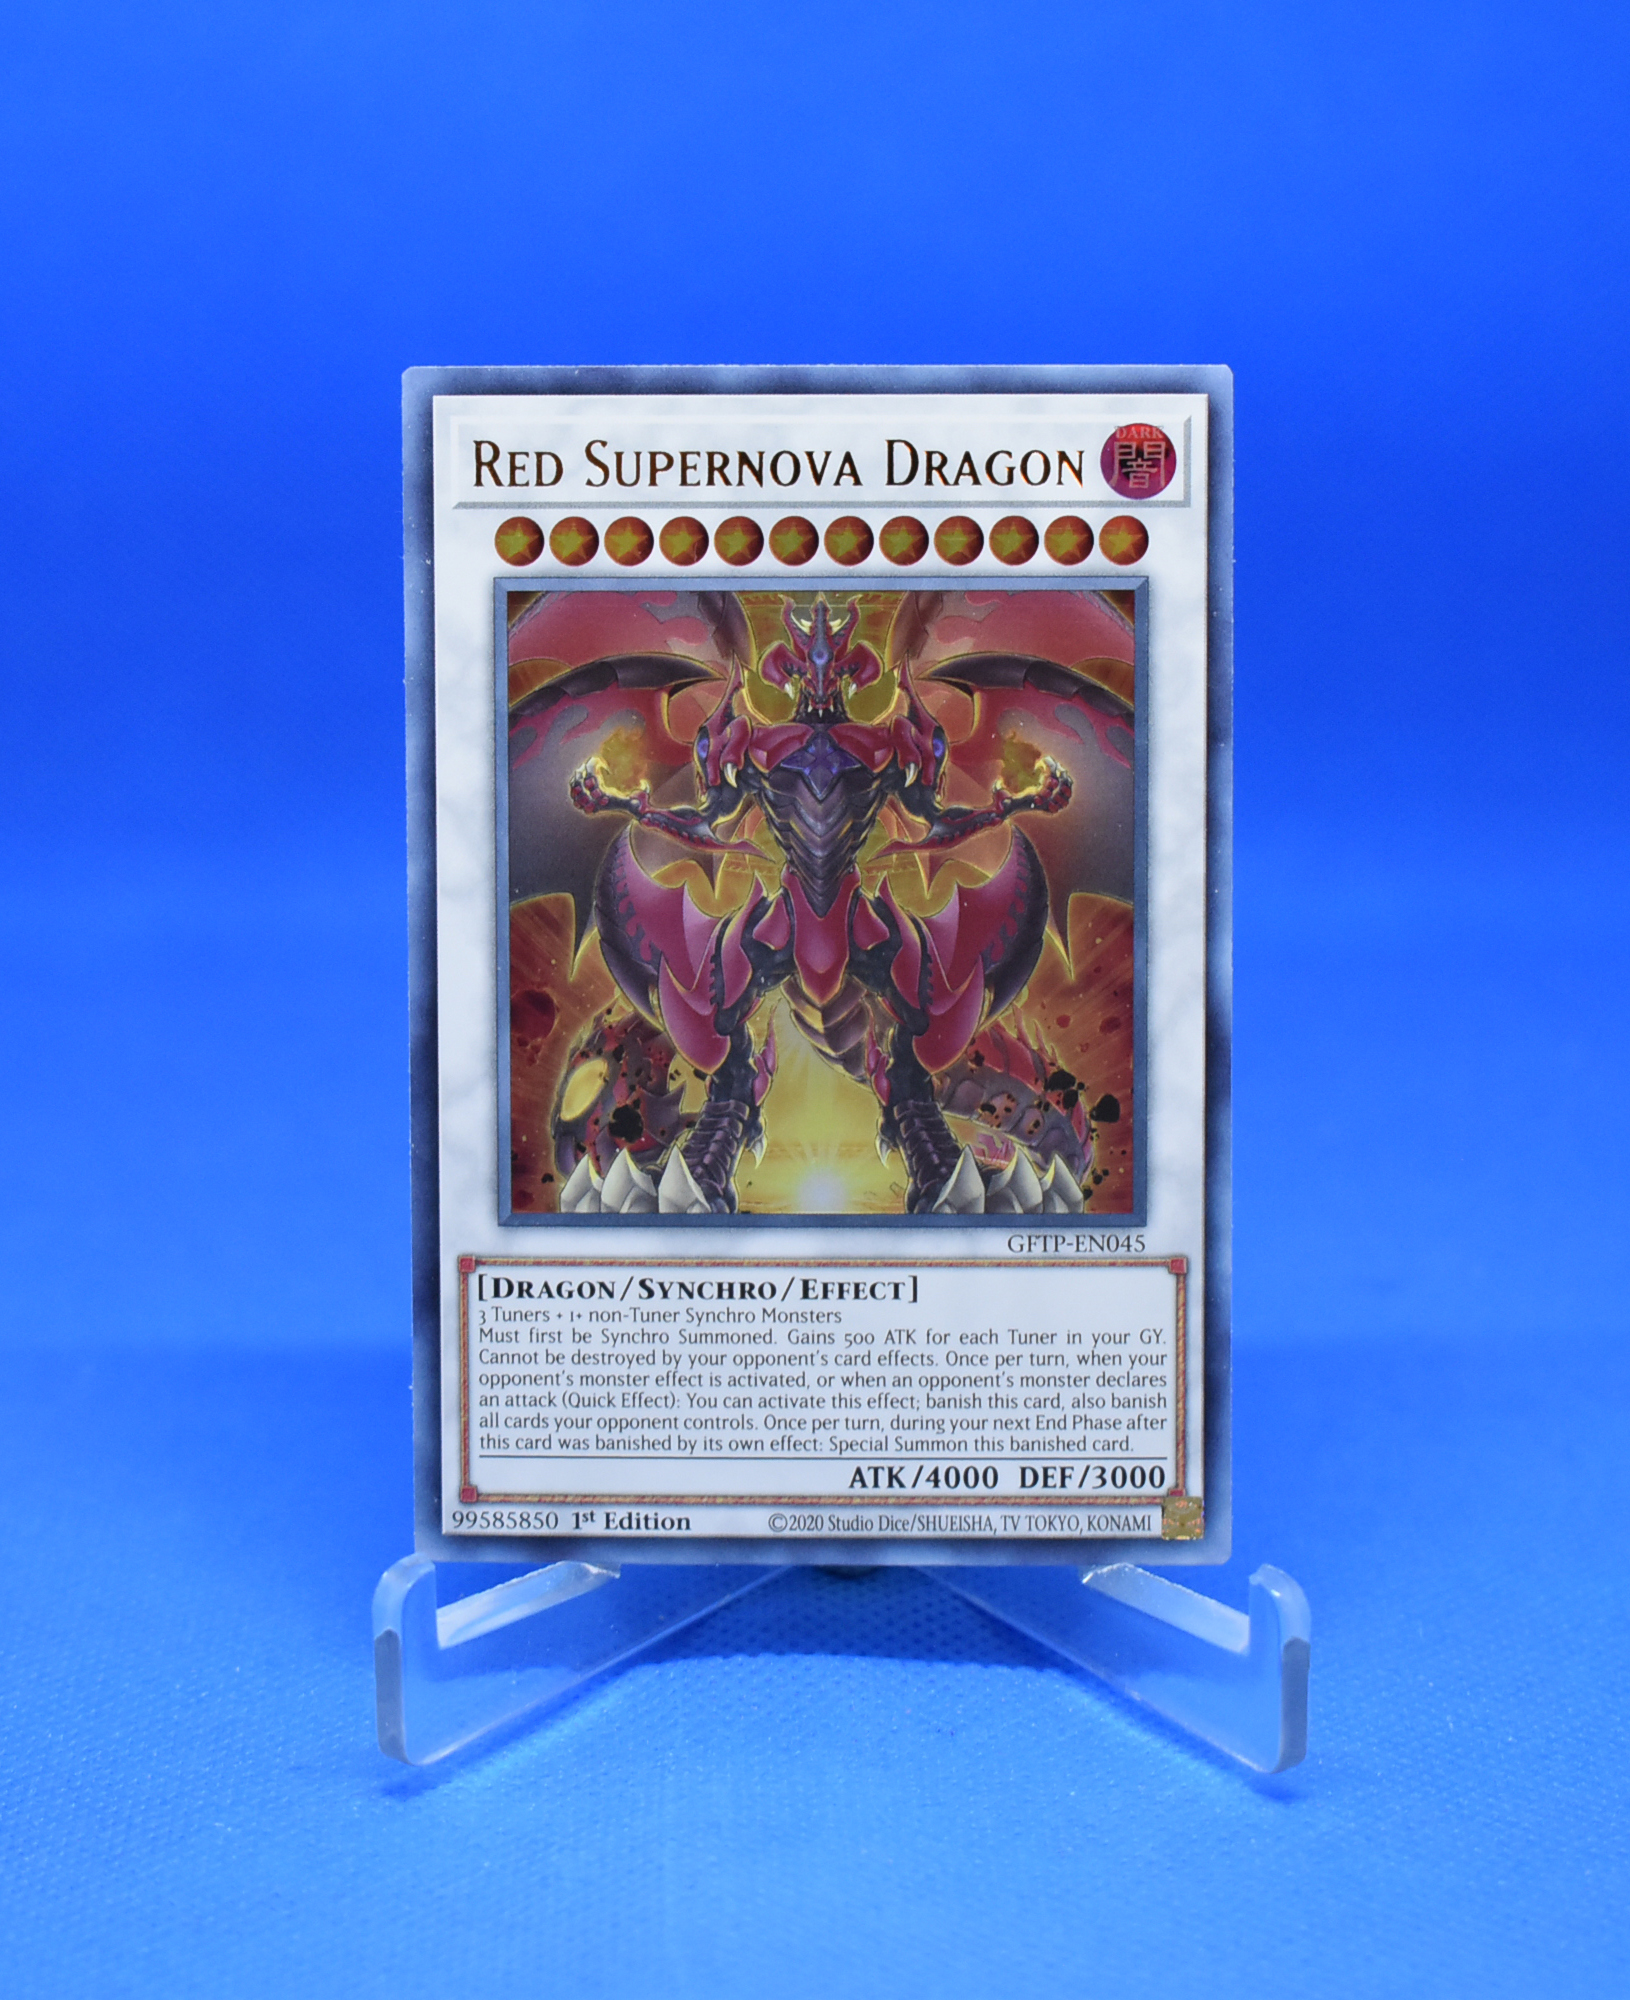 Red Supernova Dragon
DARK
闇
GFTP-EN045
[Dragon/Synchro/Effect]
3 Tuners + 1+ non-Tuner Synchro Monsters
Must first be Synchro Summoned. Gains 500 ATK for each Tuner in your GY.
Cannot be destroyed by your opponent's card effects. Once per turn, when your
opponent's monster effect is activated, or when an opponent's monster declares
an attack (Quick Effect): You can activate this effect; banish this card, also banish
all cards your opponent controls. Once per turn, during your next End Phase after
this card was banished by its own effect: Special Summon this banished card.
ATK/4000 DEF/3000
99585850 1st Edition ©2020 Studio Dice/SHUEISHA, TV TOKYO, KONAMI